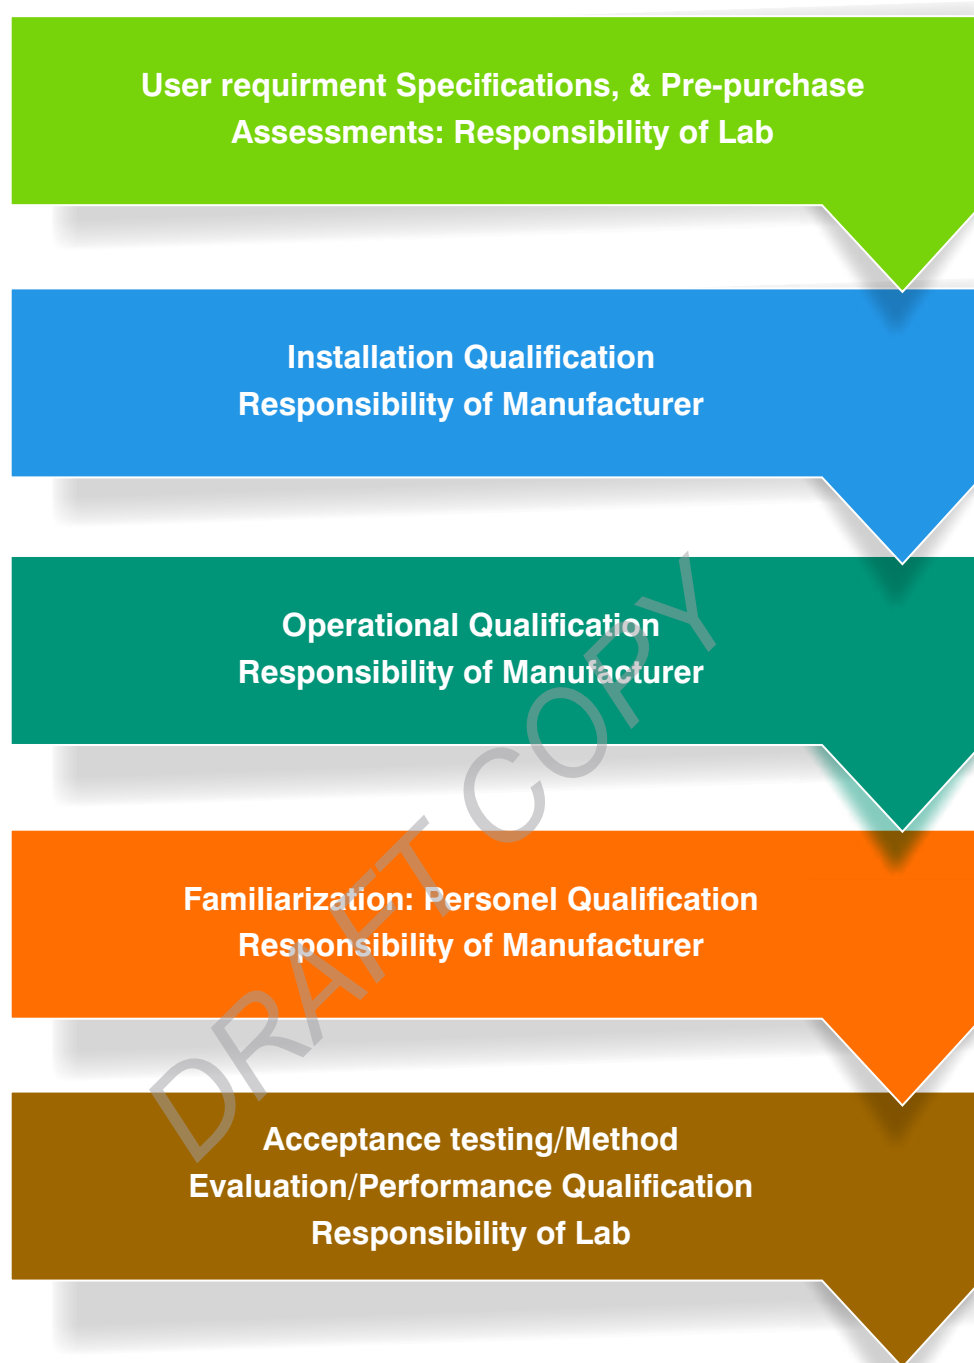 User requirment Specifications, & Pre-purchase
Assessments: Responsibility of Lab
Installation Qualification
Responsibility of Manufacturer
Operational Qualification
Responsibility of Manufacturer
Familiarization: Personel Qualification
Responsibility of Manufacturer
Acceptance testing/Method
Evaluation/Performance Qualification
Responsibility of Lab
DRAFT COPY